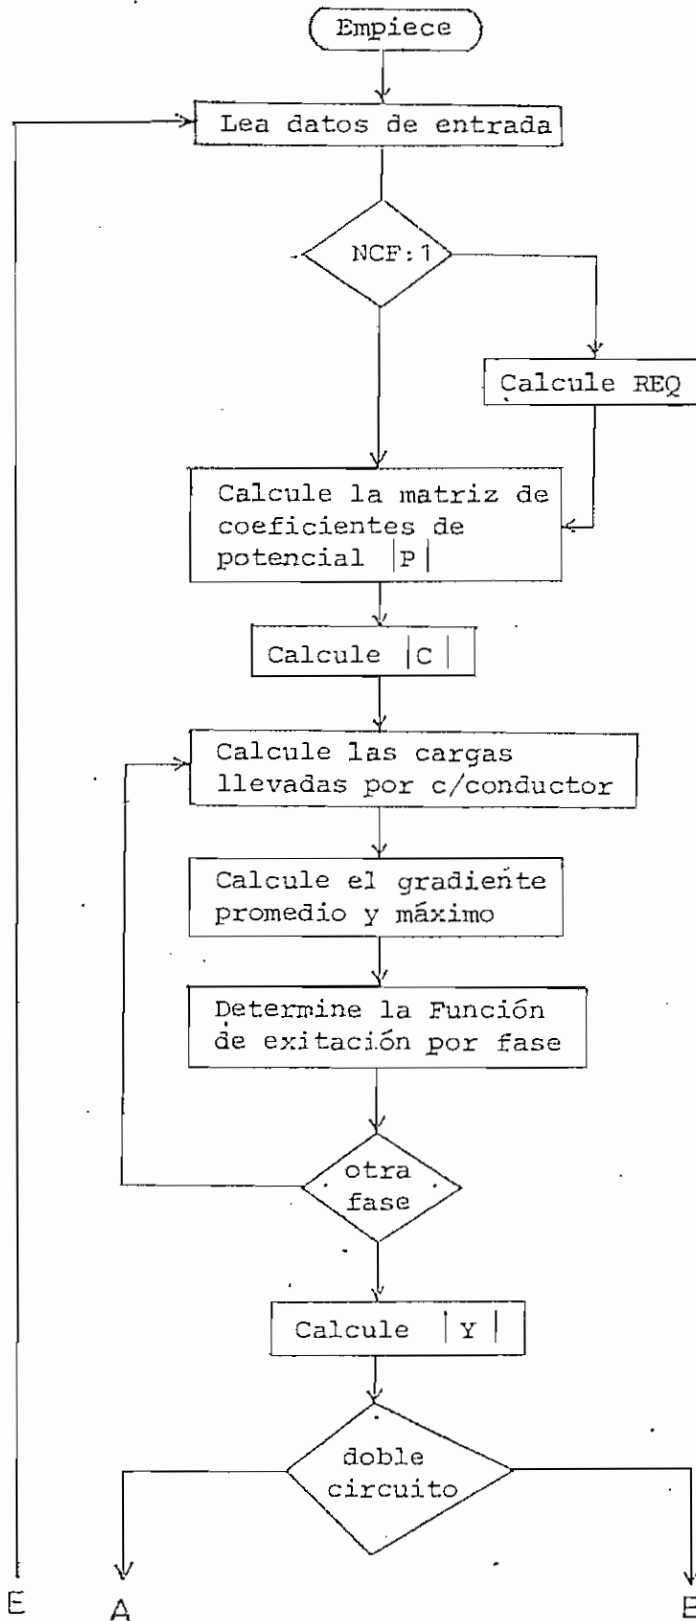 Empiece
Lea datos de entrada
NCF:1
Calcule REQ
Calcule la matriz de
coeficientes de
potencial |P|
Calcule |C |
Calcule las cargas
llevadas por c/conductor
Calcule el gradiente
promedio y máximo
Determine la Función
de exitación por fase
otra
fase
Calcule | Y |
doble
circuito
E
A